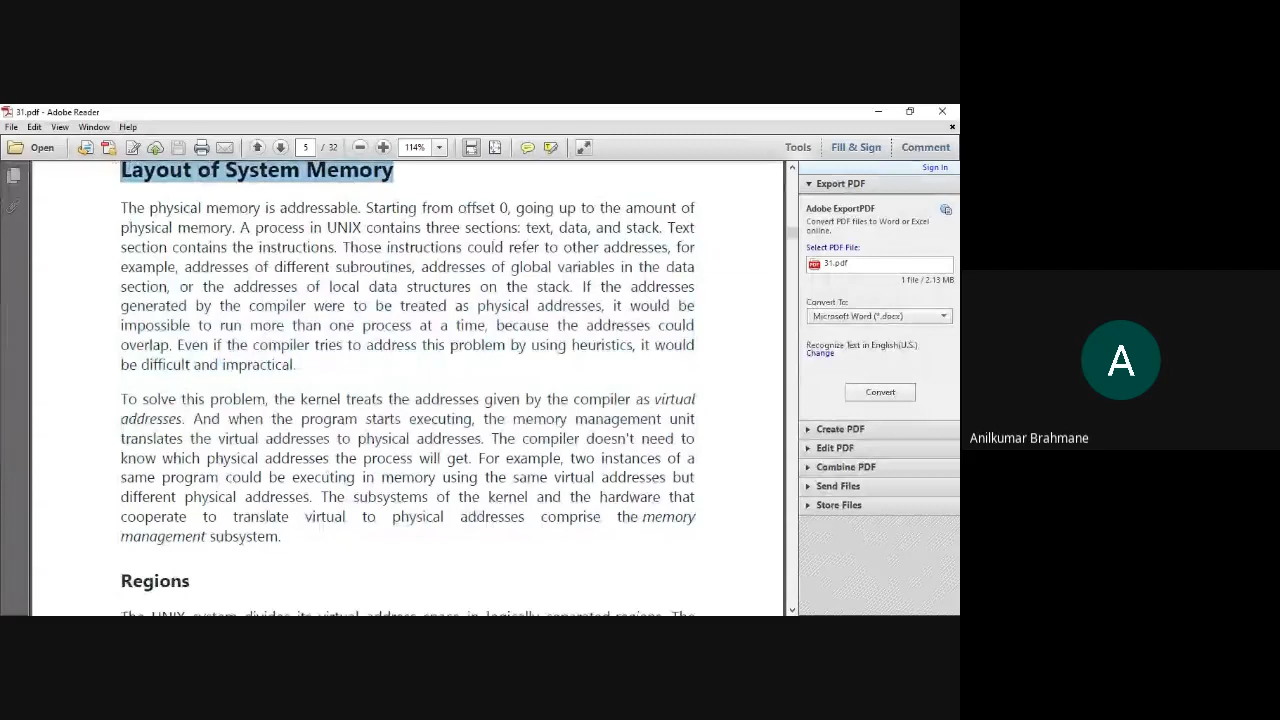 31.pdf - Adobe Reader
File Edit View Window Help
Open 5 / 32 114% Tools Fill & Sign Comment
Layout of System Memory
The physical memory is addressable. Starting from offset 0, going up to the amount of
physical memory. A process in UNIX contains three sections: text, data, and stack. Text
section contains the instructions. Those instructions could refer to other addresses, for
example, addresses of different subroutines, addresses of global variables in the data
section, or the addresses of local data structures on the stack. If the addresses
generated by the compiler were to be treated as physical addresses, it would be
impossible to run more than one process at a time, because the addresses could
overlap. Even if the compiler tries to address this problem by using heuristics, it would
be difficult and impractical.
To solve this problem, the kernel treats the addresses given by the compiler as virtual
addresses. And when the program starts executing, the memory management unit
translates the virtual addresses to physical addresses. The compiler doesn't need to
know which physical addresses the process will get. For example, two instances of a
same program could be executing in memory using the same virtual addresses but
different physical addresses. The subsystems of the kernel and the hardware that
cooperate to translate virtual to physical addresses comprise the memory
management subsystem.
Regions
The UNIX system divides its virtual address space in logically separated regions. The
Sign In
Export PDF
Adobe ExportPDF
Convert PDF files to Word or Excel
online.
Select PDF File:
31.pdf
1 file / 2.13 MB
Convert To:
Microsoft Word (*.docx)
Recognize Text in English(U.S.)
Change
Convert
Create PDF
Edit PDF
Combine PDF
Send Files
Store Files
A
Anilkumar Brahmane